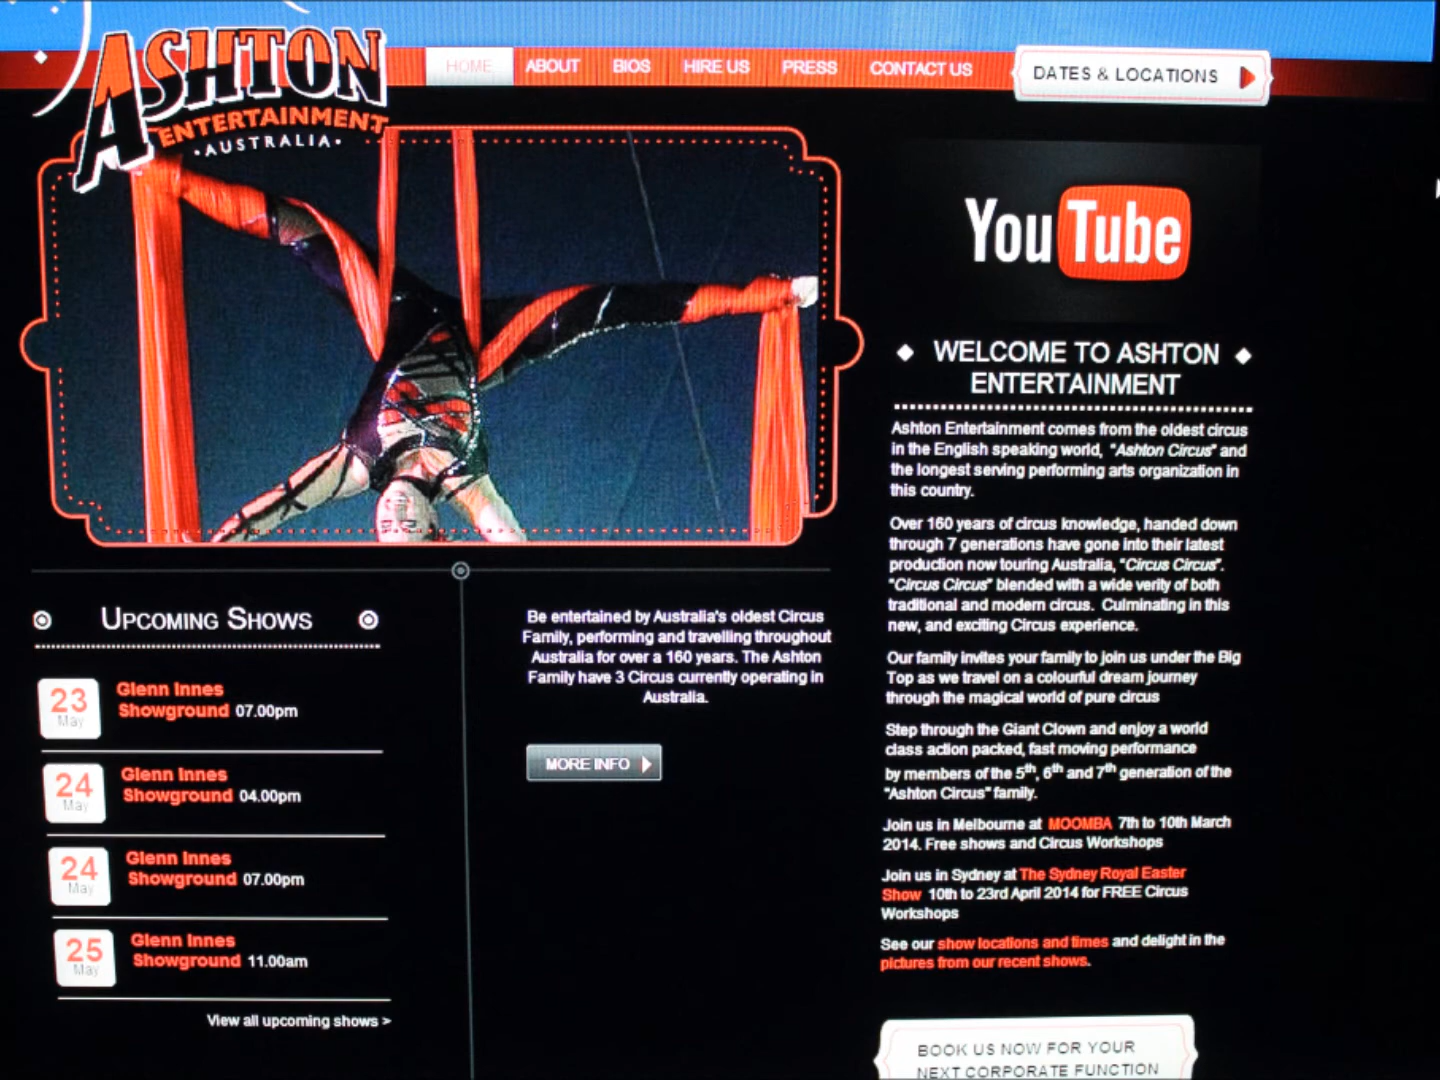 ASHTON
ENTERTAINMENT
·AUSTRALIA·
HOME
ABOUT
BIOS
HIRE US
PRESS
CONTACT US
DATES & LOCATIONS
YouTube
WELCOME TO ASHTON
ENTERTAINMENT
Ashton Entertainment comes from the oldest circus
in the English speaking world, "Ashton Circus" and
the longest serving performing arts organization in
this country.
Over 160 years of circus knowledge, handed down
through 7 generations have gone into their latest
production now touring Australia, "Circus Circus".
"Circus Circus" blended with a wide verity of both
traditional and modern circus. Culminating in this
new, and exciting Circus experience.
Our family invites your family to join us under the Big
Top as we travel on a colourful dream journey
through the magical world of pure circus
Step through the Giant Clown and enjoy a world
class action packed, fast moving performance
by members of the 5th, 6th and 7th generation of the
"Ashton Circus" family.
Join us in Melbourne at MOOMBA 7th to 10th March
2014. Free shows and Circus Workshops
Join us in Sydney at The Sydney Royal Easter
Show 10th to 23rd April 2014 for FREE Circus
Workshops
See our show locations and times and delight in the
pictures from our recent shows.
BOOK US NOW FOR YOUR
NEXT CORPORATE FUNCTION
UPCOMING SHOWS
23
May
Glenn Innes
Showground 07.00pm
24
May
Glenn Innes
Showground 04.00pm
24
May
Glenn Innes
Showground 07.00pm
25
May
Glenn Innes
Showground 11.00am
View all upcoming shows >
Be entertained by Australia's oldest Circus
Family, performing and travelling throughout
Australia for over a 160 years. The Ashton
Family have 3 Circus currently operating in
Australia.
MORE INFO